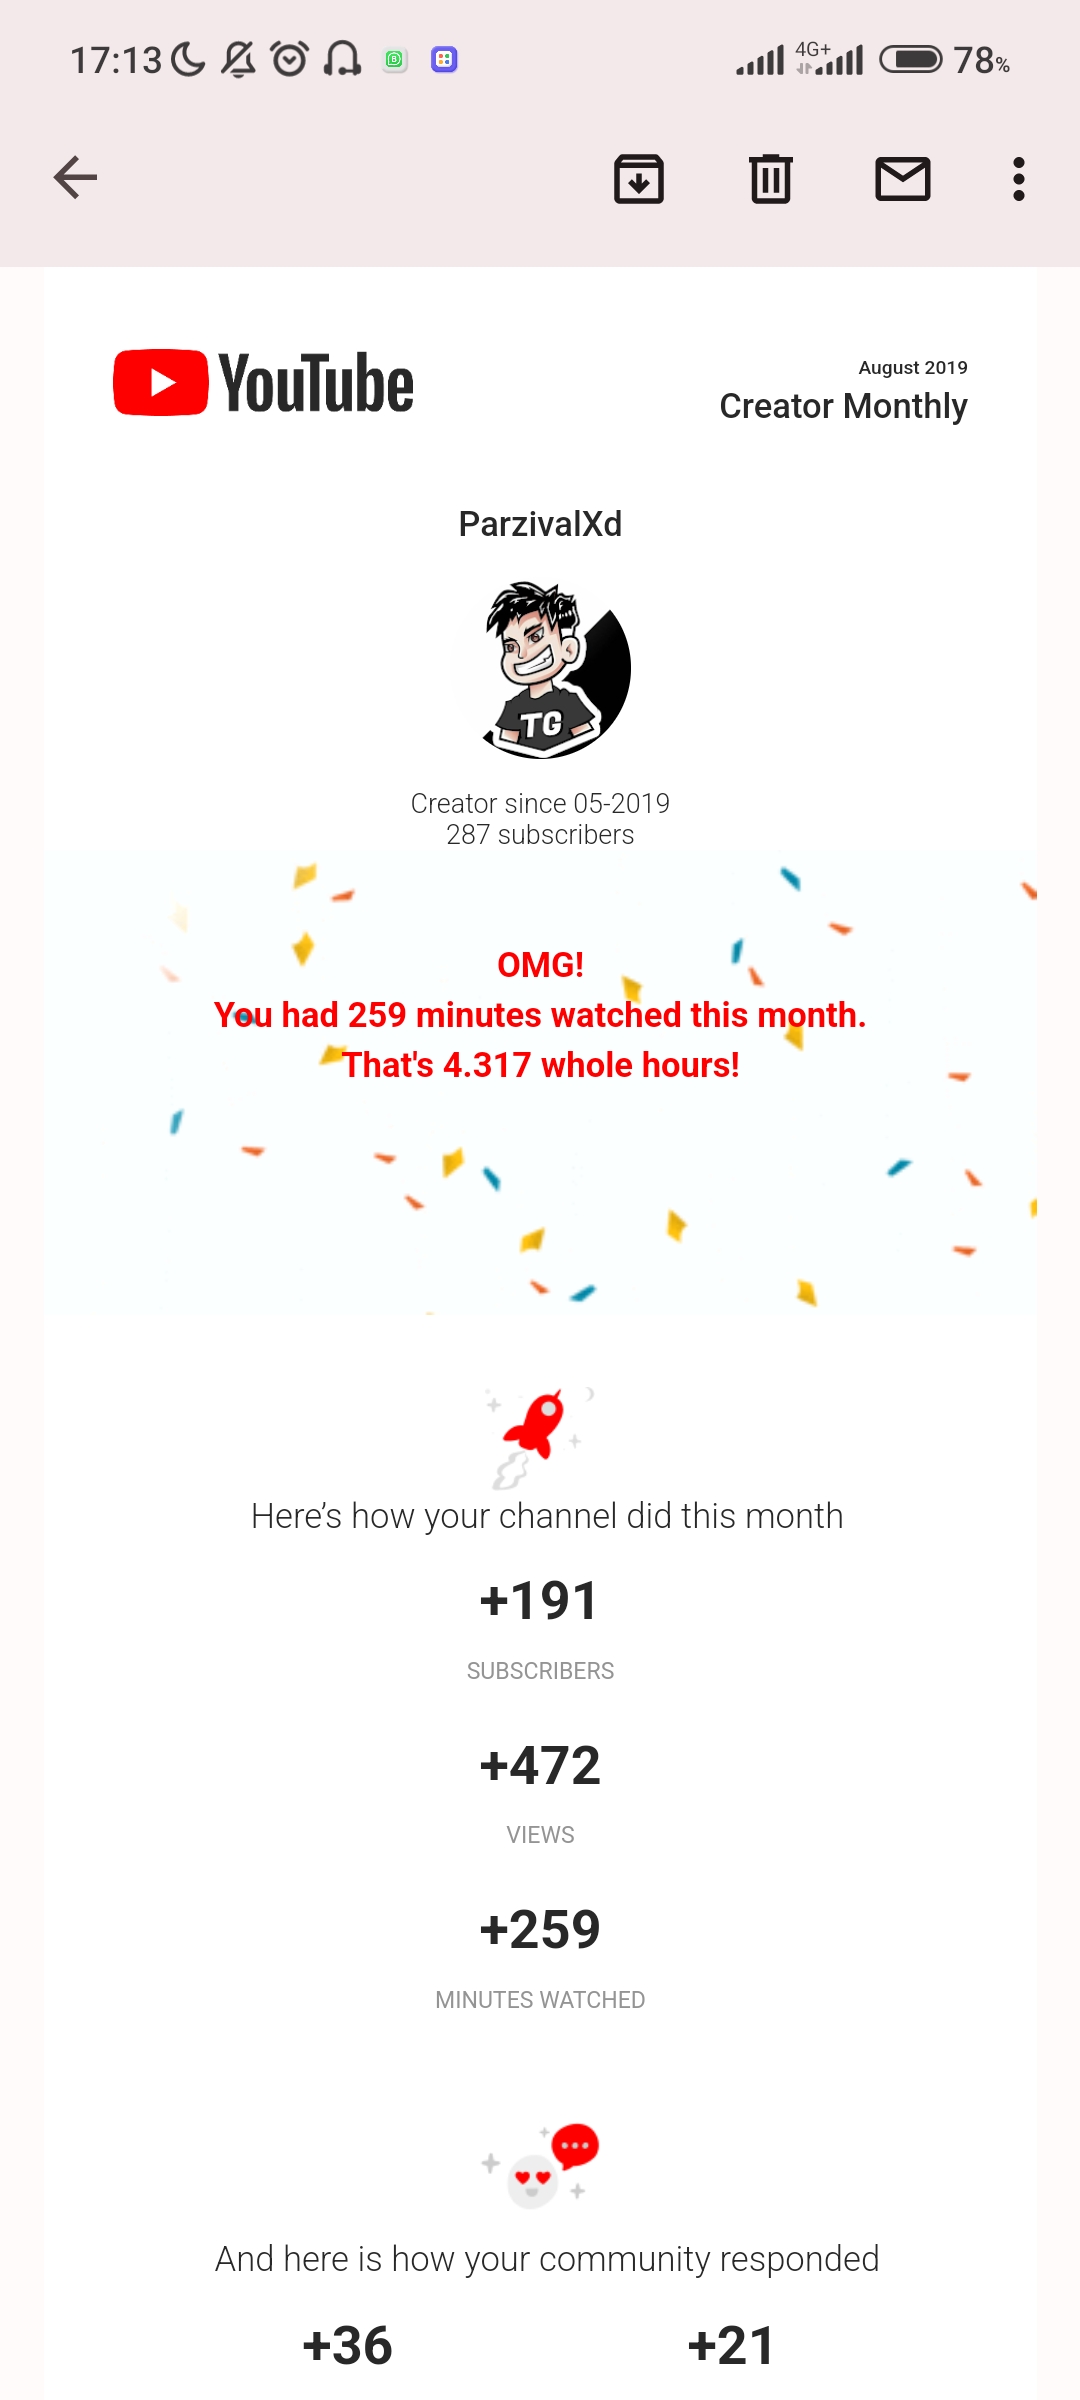 17:13 4G+ 78%
YouTube
August 2019
Creator Monthly
ParzivalXd
TG
Creator since 05-2019
287 subscribers
OMG!
You had 259 minutes watched this month.
That's 4.317 whole hours!
Here’s how your channel did this month
+191
SUBSCRIBERS
+472
VIEWS
+259
MINUTES WATCHED
And here is how your community responded
+36 +21